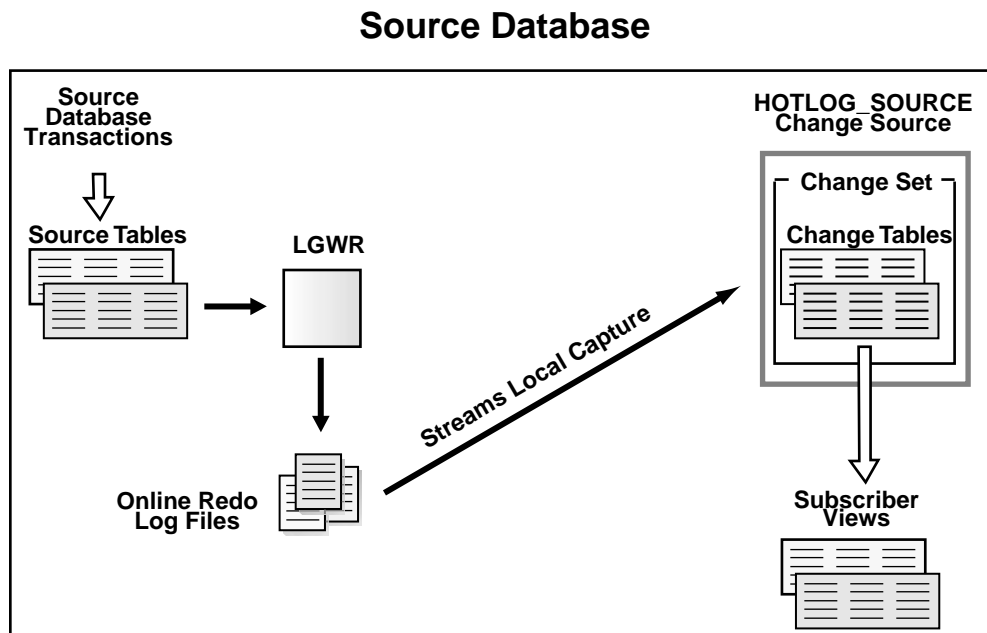 Source Database
Source
Database
Transactions
Source Tables
LGWR
Online Redo
Log Files
Streams Local Capture
HOTLOG_SOURCE
Change Source
Change Set
Change Tables
Subscriber
Views